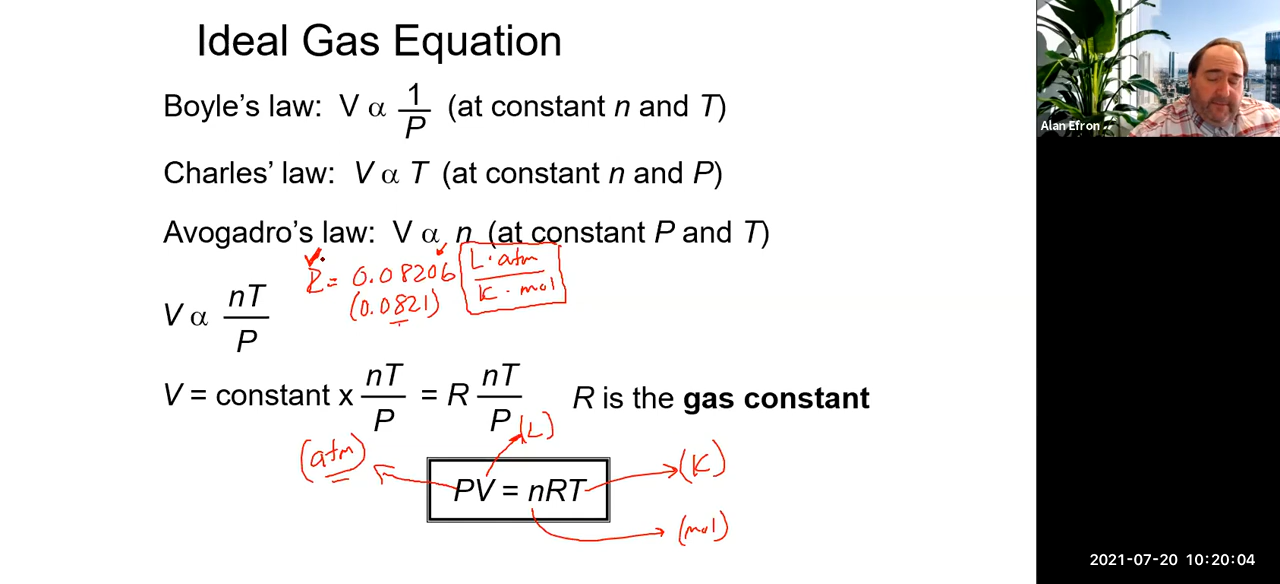 Ideal Gas Equation
Boyle’s law: V α 1/P (at constant n and T)
Charles’ law: V α T (at constant n and P)
Avogadro’s law: V α n (at constant P and T)
R = 0.08206 L·atm / K·mol
(0.0821)
V α nT/P
V = constant x nT/P = R nT/P R is the gas constant
(L)
(atm)
(K)
PV = nRT
(mol)
Alan Efron
2021-07-20 10:20:04